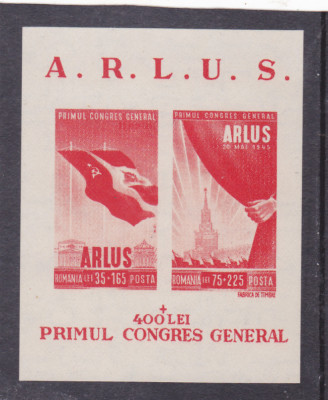 A. R. L. U. S.
PRIMUL CONGRES GENERAL
ARLUS
ROMANIA LEI 35+165 POSTA
PRIMUL CONGRES GENERAL
ARLUS
20 MAI 1945
ROMANIA LEI 75+225 POSTA
FABRICA DE TIMBRE
+
400 LEI
PRIMUL CONGRES GENERAL